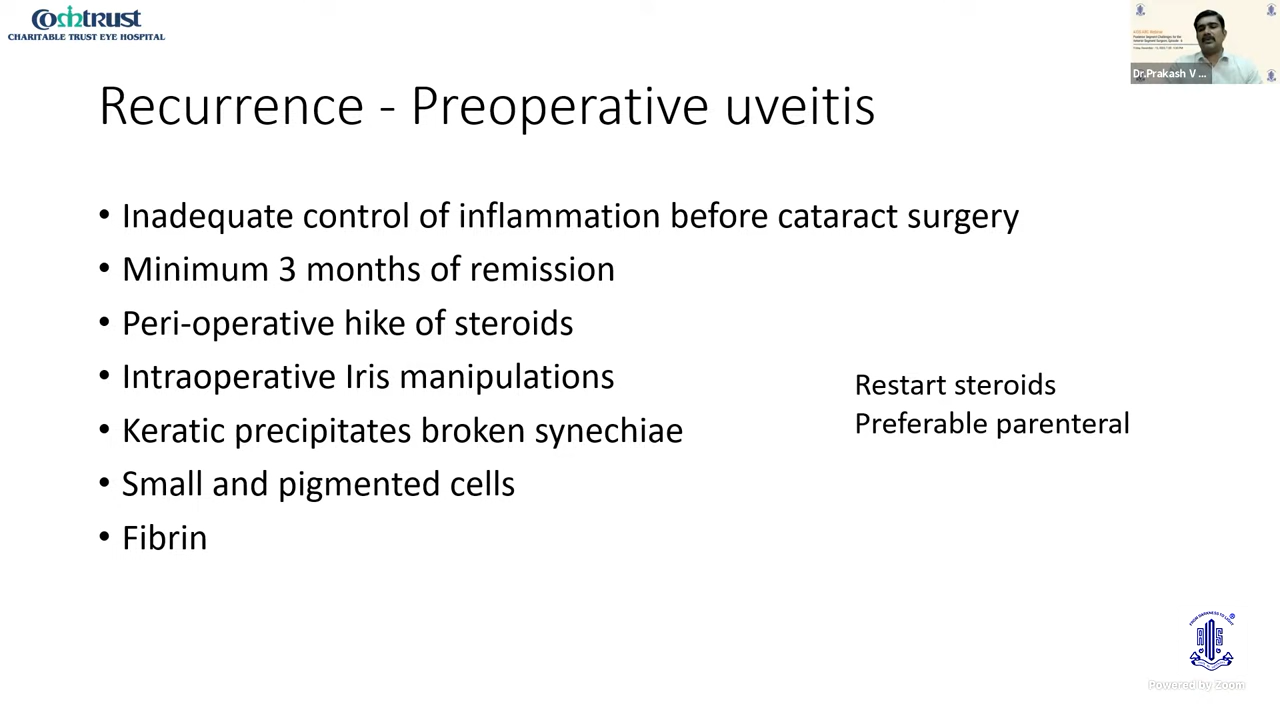 Comtrust
CHARITABLE TRUST EYE HOSPITAL
Dr.Prakash V ...
Recurrence - Preoperative uveitis
• Inadequate control of inflammation before cataract surgery
• Minimum 3 months of remission
• Peri-operative hike of steroids
• Intraoperative Iris manipulations
• Keratic precipitates broken synechiae
• Small and pigmented cells
• Fibrin
Restart steroids
Preferable parenteral
Powered by Zoom